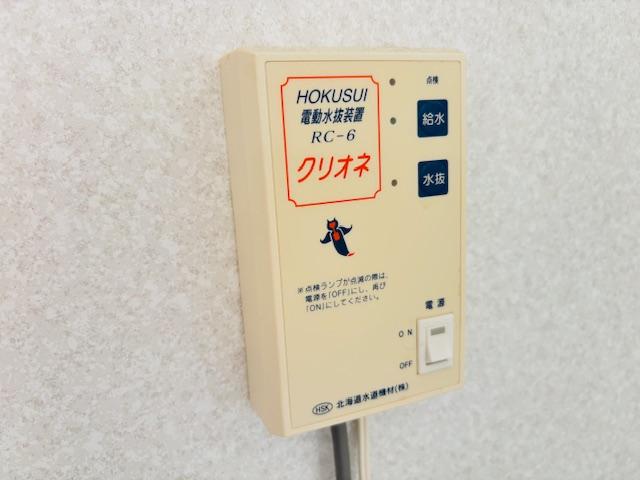 HOKUSUI
電動水抜装置
RC-6
クリオネ
点検
給水
水抜
※点検ランプが点滅の際は、
電源を「OFF」にし、再び
「ON」にしてください。
電源
ON
OFF
HSK 北海道水道機材(株)